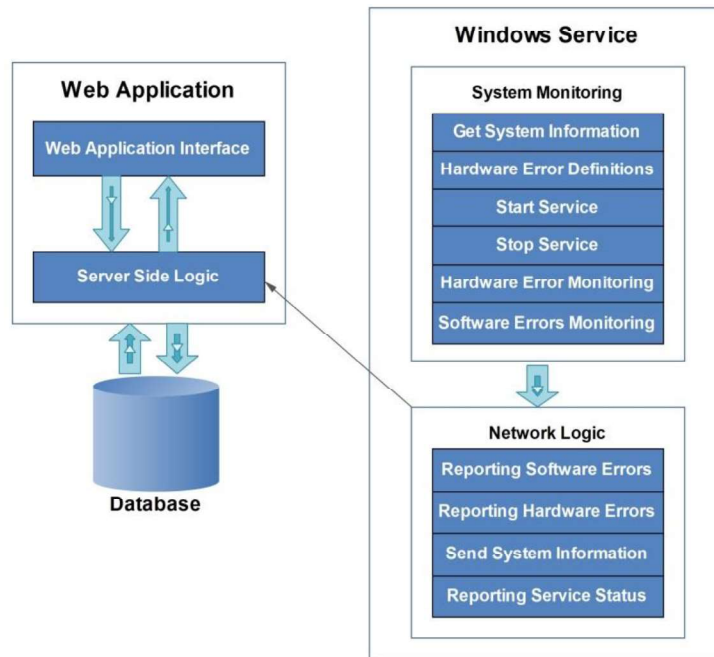 Web Application
Web Application Interface
Server Side Logic
Database
Windows Service
System Monitoring
Get System Information
Hardware Error Definitions
Start Service
Stop Service
Hardware Error Monitoring
Software Errors Monitoring
Network Logic
Reporting Software Errors
Reporting Hardware Errors
Send System Information
Reporting Service Status